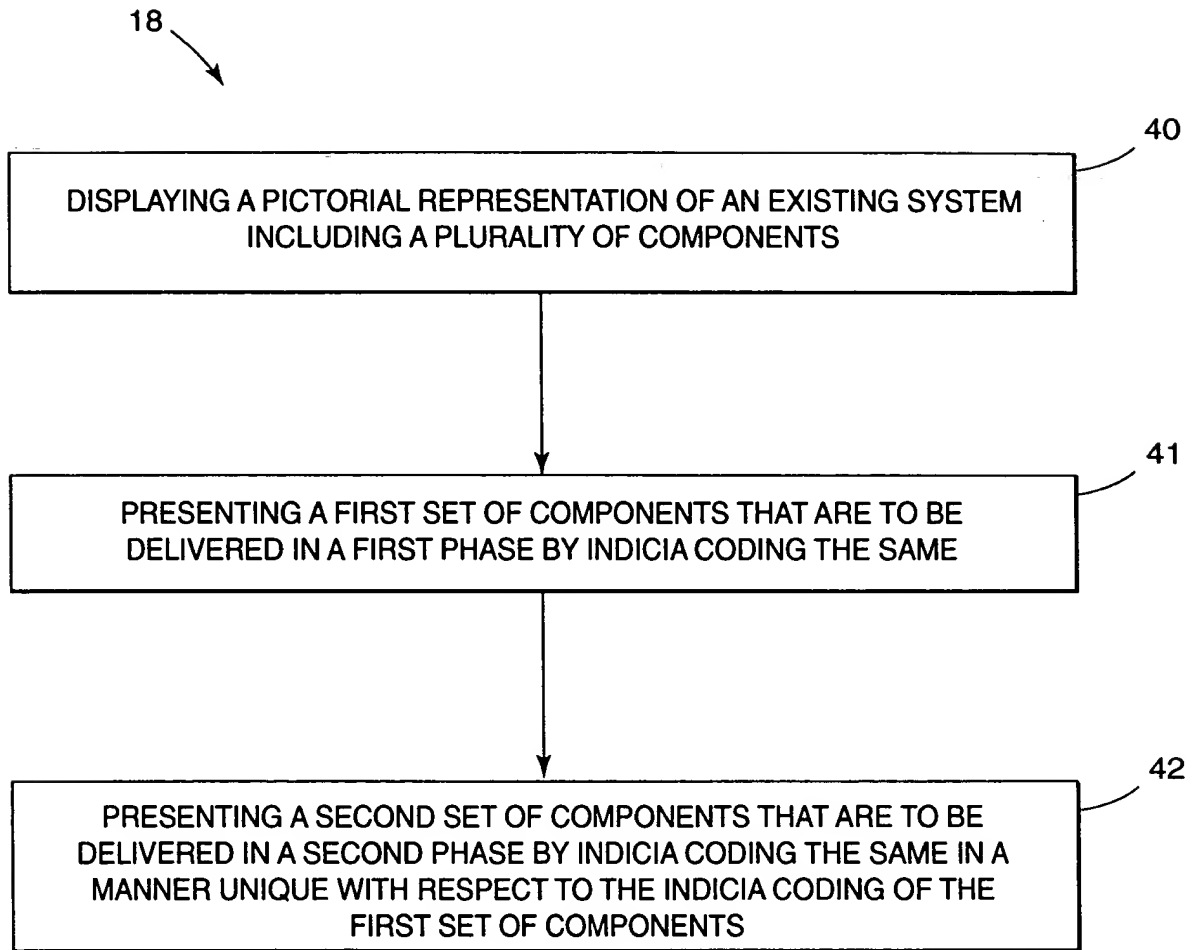 18
40
DISPLAYING A PICTORIAL REPRESENTATION OF AN EXISTING SYSTEM
INCLUDING A PLURALITY OF COMPONENTS
41
PRESENTING A FIRST SET OF COMPONENTS THAT ARE TO BE
DELIVERED IN A FIRST PHASE BY INDICIA CODING THE SAME
42
PRESENTING A SECOND SET OF COMPONENTS THAT ARE TO BE
DELIVERED IN A SECOND PHASE BY INDICIA CODING THE SAME IN A
MANNER UNIQUE WITH RESPECT TO THE INDICIA CODING OF THE
FIRST SET OF COMPONENTS